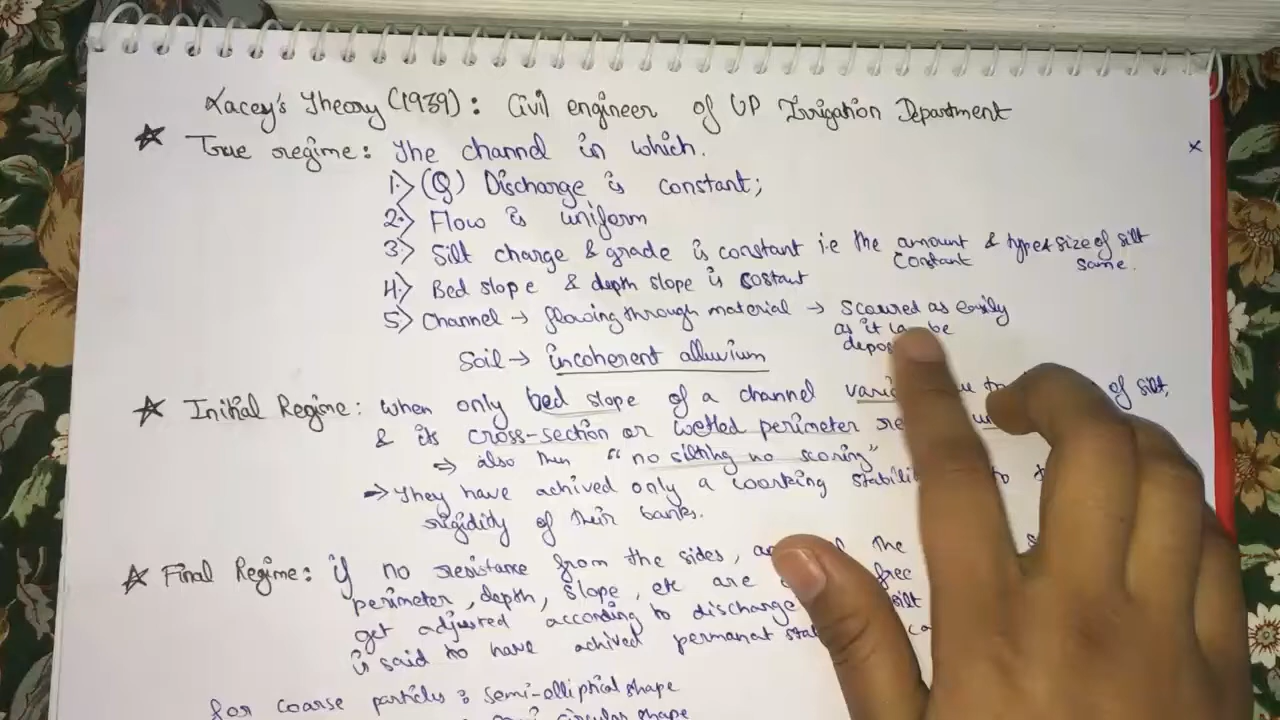 Lacey's Theory (1939): Civil engineer of UP Irrigation Department
True regime: The channel in which.
1.> (Q) Discharge is constant;
2.> Flow is uniform
3.> Silt charge & grade is constant i.e the amount & type & size of silt
constant same.
4.> Bed slope & depth slope is costant
5.> Channel → flowing through material → scoured as easily
as it can be
depos
Soil → incoherent alluvium
Initial Regime: when only bed slope of a channel of silt,
& its cross-section or wetted perimeter
⇒ also then "no silting no scoring"
→ They have achived only a working
rigidity of their banks.
Final Regime: if no resistance from the sides, the
perimeter, depth, slope, etc are free
get adjusted according to discharge silt
is said to have achived permanat
for coarse particles: semi-elliptical shape
circular shape